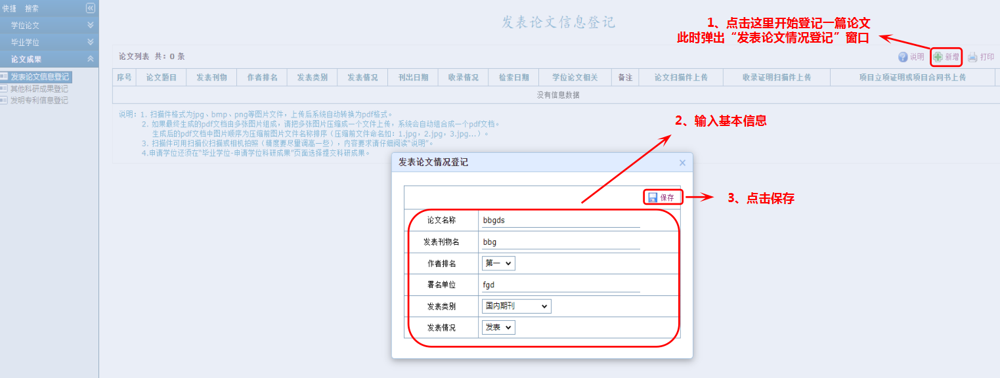 快捷 搜索
学位论文
毕业学位
论文成果
发表论文信息登记
其他科研成果登记
发明专利信息登记
发表论文信息登记
1、点击这里开始登记一篇论文
此时弹出“发表论文情况登记”窗口
论文列表 共：0 条
说明 新增 打印
序号 论文题目 发表刊物 作者排名 发表类别 发表情况 刊出日期 收录情况 检索日期 学位论文相关 备注 论文扫描件上传 收录证明扫描件上传 项目立项证明或项目合同书上传
没有信息数据
说明：1. 扫描件格式为jpg、bmp、png等图片文件，上传后系统自动转换为pdf格式。
2. 如果最终生成的pdf文档由多张图片组成，请把多张图片压缩成一个文件上传，系统会自动组合成一个pdf文档。
生成后的pdf文档中图片顺序为压缩前图片文件名称排序（压缩前文件命名如：1.jpg，2.jpg，3.jpg...）。
3. 扫描件可用扫描仪扫描或相机拍照（精度要尽量调高一些），内容要求请仔细阅读“说明”。
4.申请学位还须在“毕业学位-申请学位科研成果”页面选择提交科研成果。
2、输入基本信息
发表论文情况登记
保存
3、点击保存
论文名称 bbgds
发表刊物名 bbg
作者排名 第一
署名单位 fgd
发表类别 国内期刊
发表情况 发表